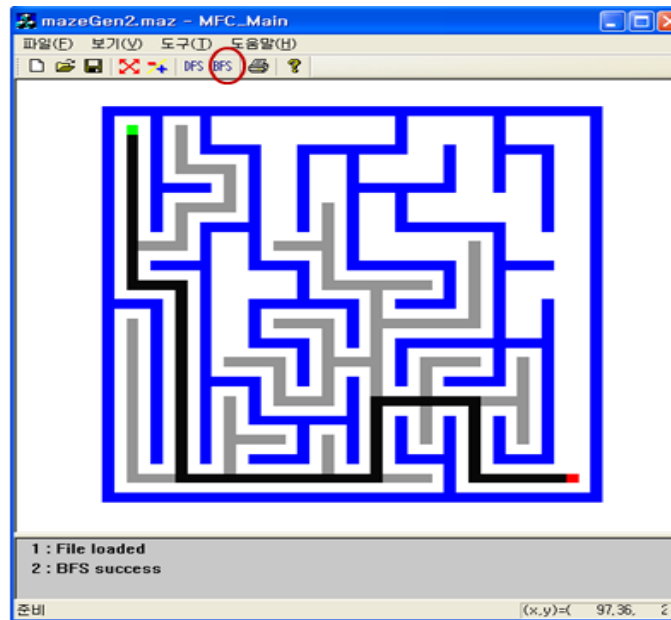 mazeGen2.maz - MFC_Main
파일(F) 보기(V) 도구(T) 도움말(H)
DFS BFS
1 : File loaded
2 : BFS success
준비 (x,y)=( 97,36, 2